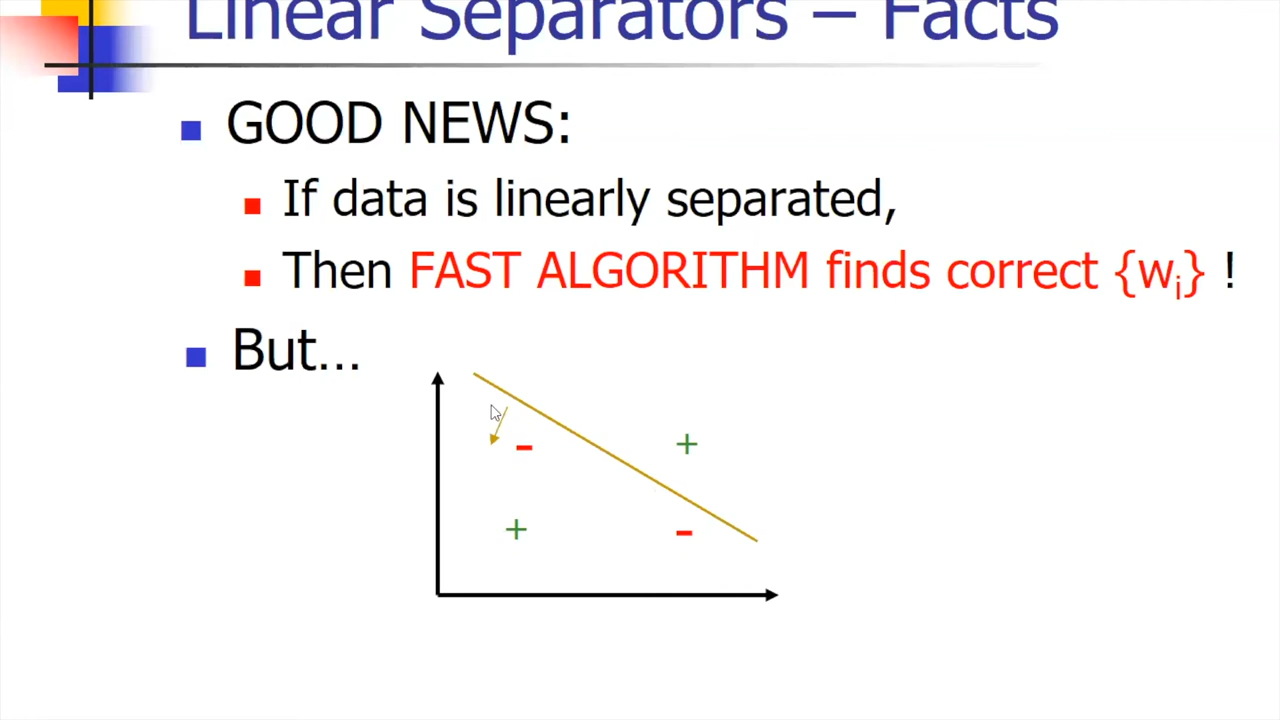 Linear Separators – Facts
GOOD NEWS:
If data is linearly separated,
Then FAST ALGORITHM finds correct {wi} !
But…
- +
+ -